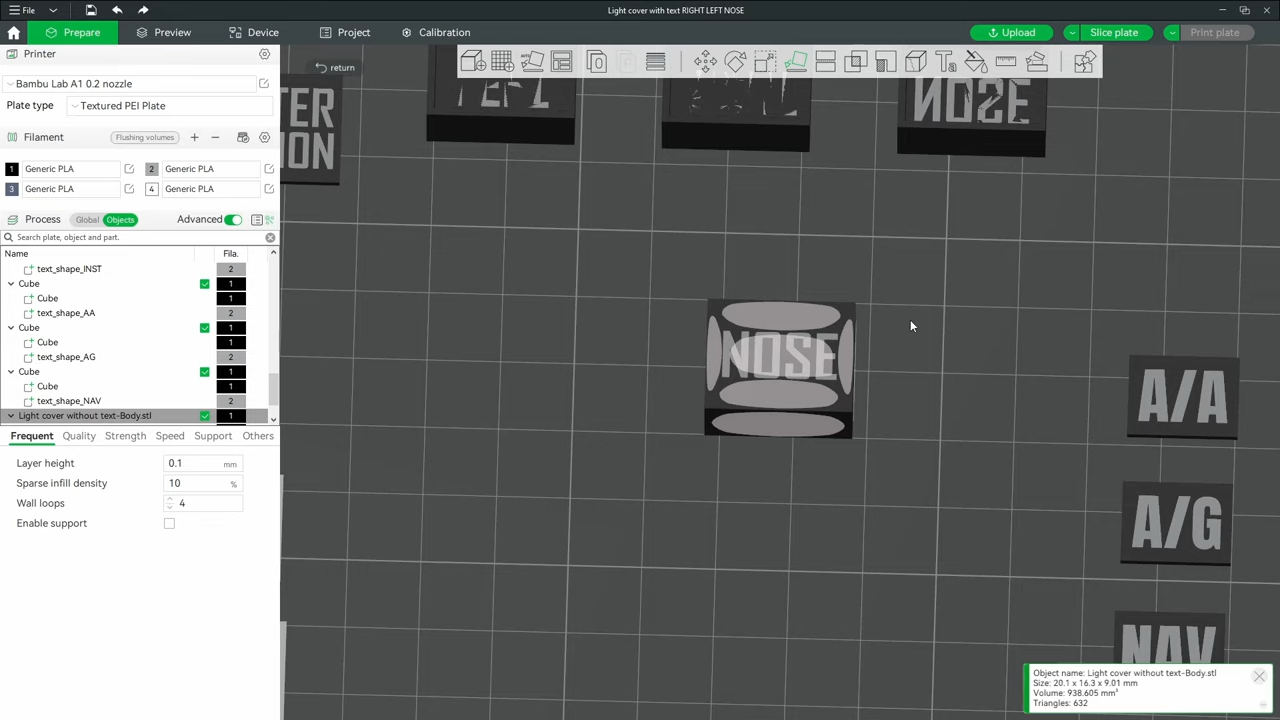 File
Light cover with text RIGHT LEFT NOSE
Prepare
Preview
Device
Project
Calibration
Upload
Slice plate
Print plate
Printer
return
Bambu Lab A1 0.2 nozzle
Plate type
Textured PEI Plate
Filament
Flushing volumes
1 Generic PLA
2 Generic PLA
3 Generic PLA
4 Generic PLA
Process
Global
Objects
Advanced
Search plate, object and part.
Name
Fila.
text_shape_INST 2
Cube 1
Cube 1
text_shape_AA 2
Cube 1
Cube 1
text_shape_AG 2
Cube 1
Cube 1
text_shape_NAV 2
Light cover without text-Body.stl 1
Frequent
Quality
Strength
Speed
Support
Others
Layer height 0.1 mm
Sparse infill density 10 %
Wall loops 4
Enable support
NOSE
NOSE
A/A
A/G
NAV
Object name: Light cover without text-Body.stl
Size: 20.1 x 16.3 x 9.01 mm
Volume: 938.605 mm³
Triangles: 632